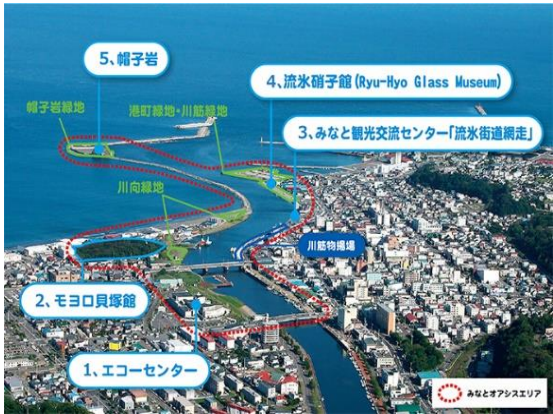 5、帽子岩
4、流氷硝子館(Ryu-Hyo Glass Museum)
帽子岩緑地
港町緑地・川筋緑地
3、みなと観光交流センター「流氷街道網走」
川向緑地
川筋物揚場
2、モヨロ貝塚館
1、エコーセンター
みなとオアシスエリア